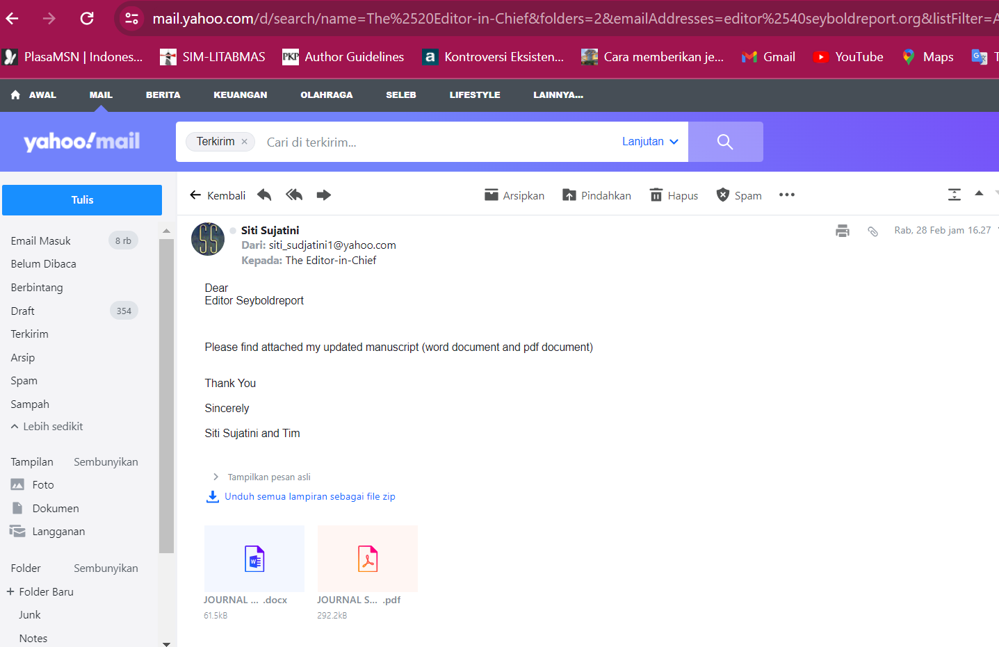 mail.yahoo.com/d/search/name=The%2520Editor-in-Chief&folders=2&emailAddresses=editor%2540seyboldreport.org&listFilter=A
PlasaMSN | Indones... SIM-LITABMAS PKP Author Guidelines a Kontroversi Eksisten... Cara memberikan je... Gmail YouTube Maps
AWAL MAIL BERITA KEUANGAN OLAHRAGA SELEB LIFESTYLE LAINNYA...
yahoo!mail Terkirim × Cari di terkirim... Lanjutan
Tulis
Kembali Arsipkan Pindahkan Hapus Spam •••
Email Masuk 8 rb
Belum Dibaca
Berbintang
Draft 354
Terkirim
Arsip
Spam
Sampah
Lebih sedikit
Tampilan Sembunyikan
Foto
Dokumen
Langganan
Folder Sembunyikan
+ Folder Baru
Junk
Notes
SS
Siti Sujatini
Rab, 28 Feb jam 16.27
Dari: siti_sudjatini1@yahoo.com
Kepada: The Editor-in-Chief
Dear
Editor Seyboldreport
Please find attached my updated manuscript (word document and pdf document)
Thank You
Sincerely
Siti Sujatini and Tim
Tampilkan pesan asli
Unduh semua lampiran sebagai file zip
JOURNAL ... .docx
61.5kB
JOURNAL S... .pdf
292.2kB